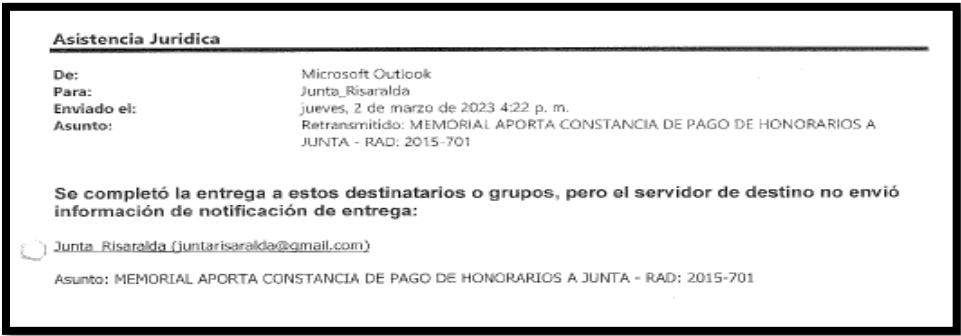 Asistencia Jurídica
De: Microsoft Outlook
Para: Junta_Risaralda
Enviado el: jueves, 2 de marzo de 2023 4:22 p. m.
Asunto: Retransmitido: MEMORIAL APORTA CONSTANCIA DE PAGO DE HONORARIOS A
JUNTA - RAD: 2015-701
Se completó la entrega a estos destinatarios o grupos, pero el servidor de destino no envió
información de notificación de entrega:
Junta_Risaralda (juntarisaralda@gmail.com)
Asunto: MEMORIAL APORTA CONSTANCIA DE PAGO DE HONORARIOS A JUNTA - RAD: 2015-701